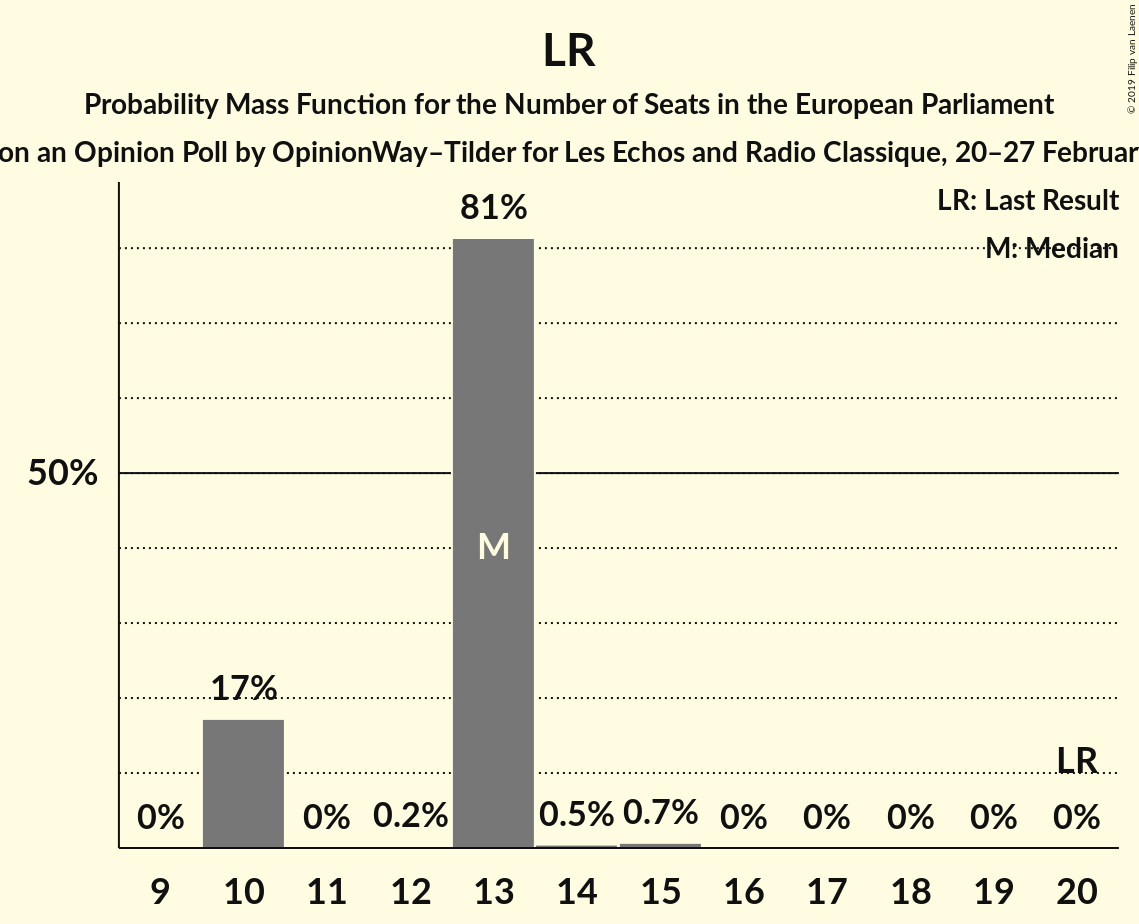 LR
Probability Mass Function for the Number of Seats in the European Parliament
on an Opinion Poll by OpinionWay–Tilder for Les Echos and Radio Classique, 20–27 Februar
© 2019 Filip van Laenen
LR: Last Result
M: Median
81%
50%
M
17%
LR
0%
0%
0.2%
0.5%
0.7%
0%
0%
0%
0%
0%
9 10 11 12 13 14 15 16 17 18 19 20